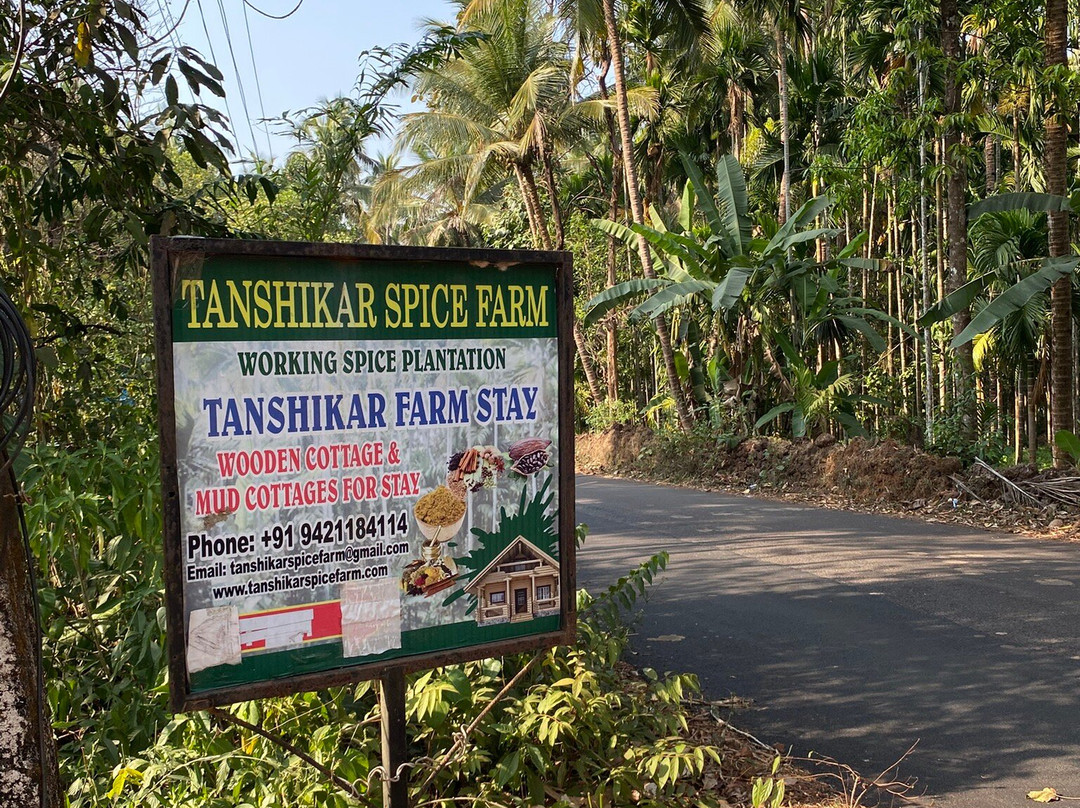 TANSHIKAR SPICE FARM
WORKING SPICE PLANTATION
TANSHIKAR FARM STAY
WOODEN COTTAGE &
MUD COTTAGES FOR STAY
Phone: +91 9421184114
Email: tanshikarspicefarm@gmail.com
www.tanshikarspicefarm.com